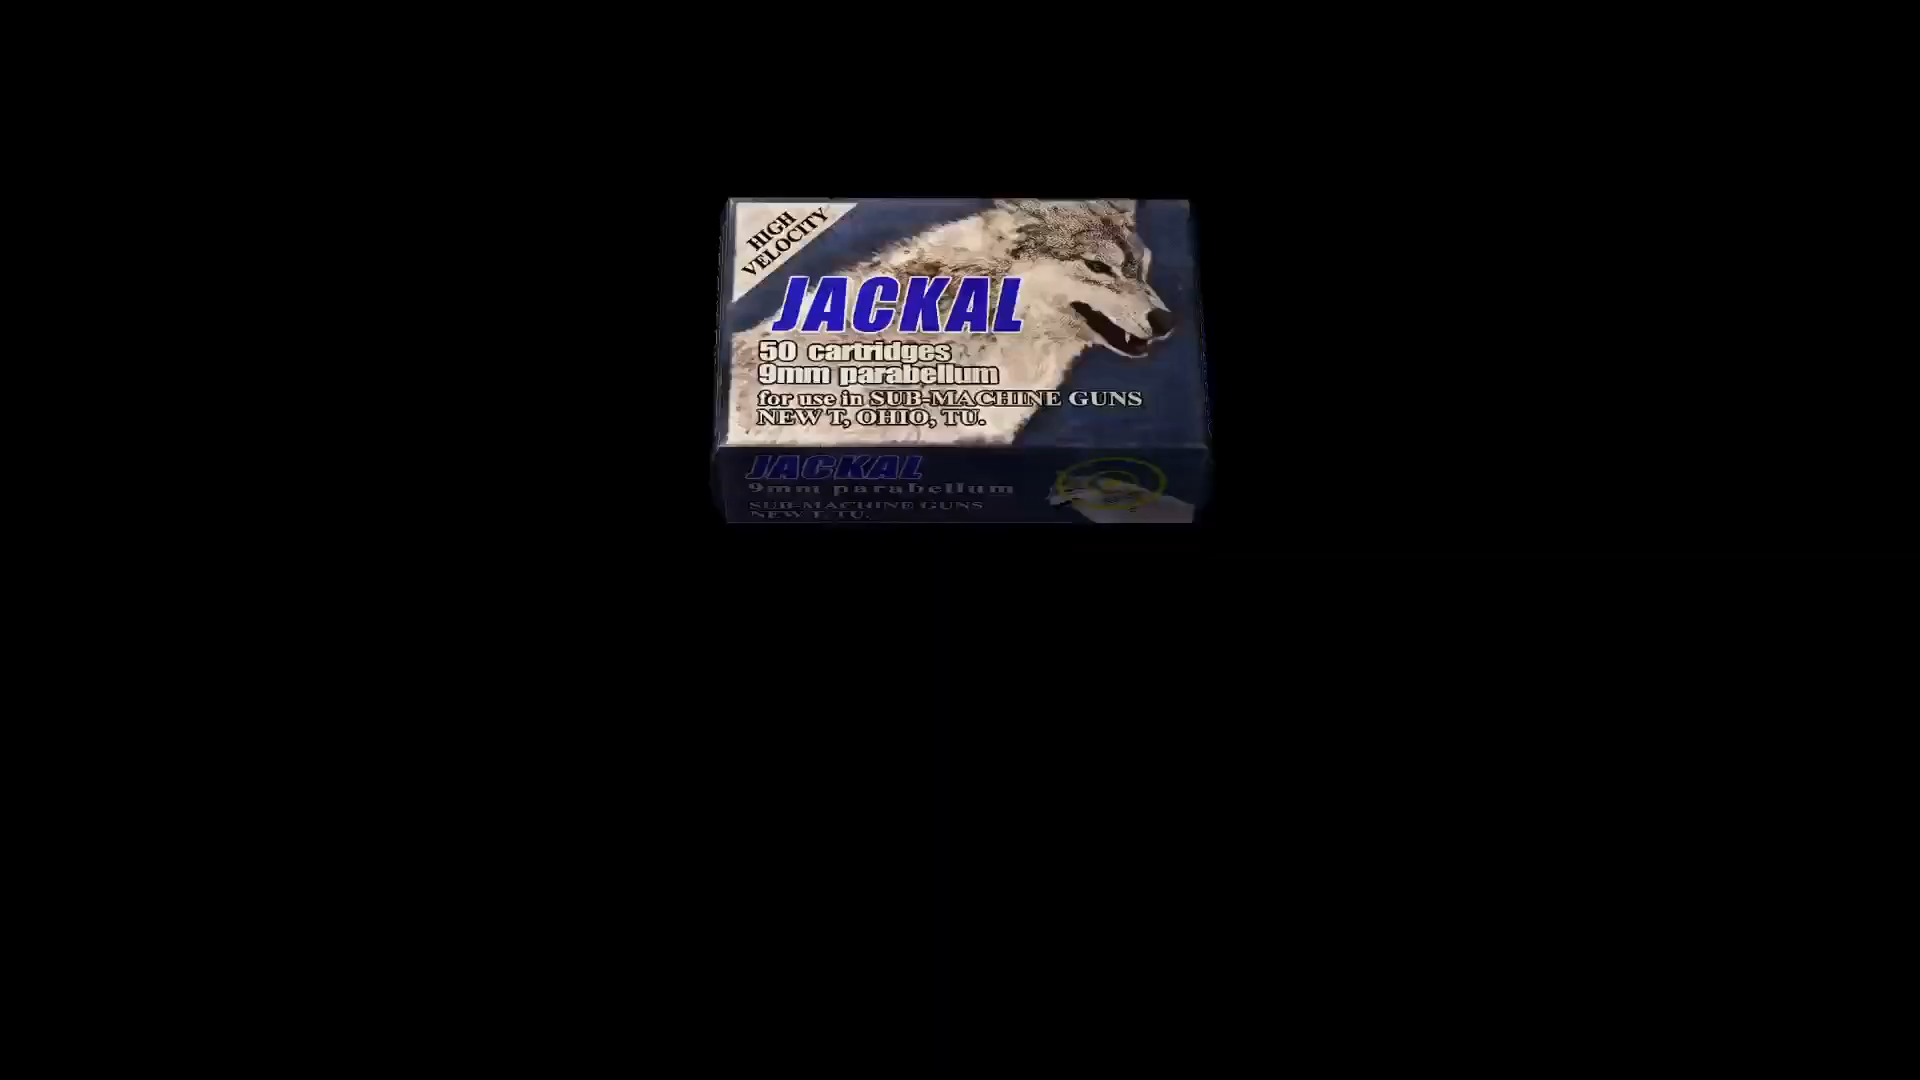 HIGH
VELOCITY
JACKAL
50 cartridges
9mm parabellum
for use in SUB-MACHINE GUNS
NEW T, OHIO, TU.
JACKAL
9mm parabellum
SUB-MACHINE GUNS
NEW T, TU.